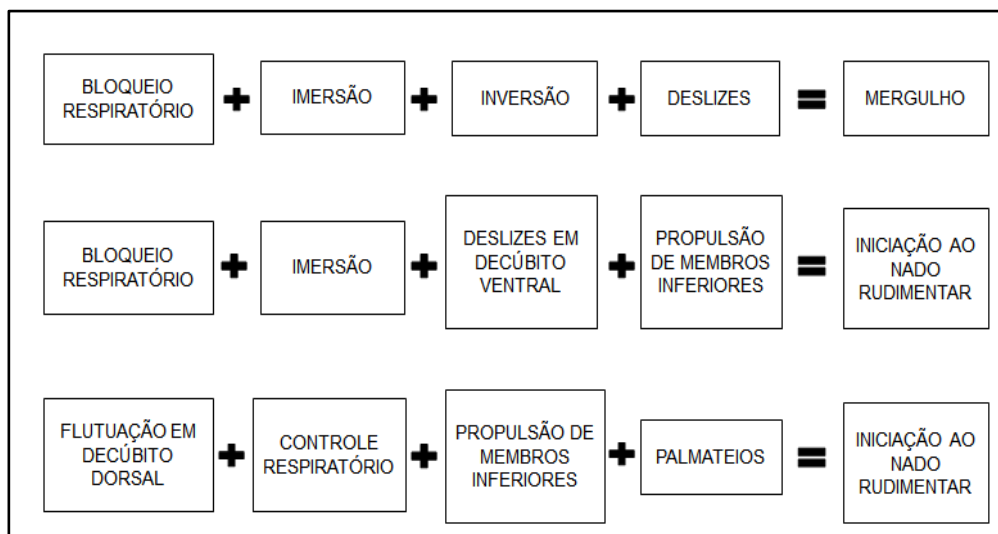 BLOQUEIO
RESPIRATÓRIO
IMERSÃO
INVERSÃO
DESLIZES
MERGULHO
BLOQUEIO
RESPIRATÓRIO
IMERSÃO
DESLIZES EM
DECÚBITO
VENTRAL
PROPULSÃO
DE MEMBROS
INFERIORES
INICIAÇÃO AO
NADO
RUDIMENTAR
FLUTUAÇÃO EM
DECÚBITO
DORSAL
CONTROLE
RESPIRATÓRIO
PROPULSÃO DE
MEMBROS
INFERIORES
PALMATEIOS
INICIAÇÃO AO
NADO
RUDIMENTAR